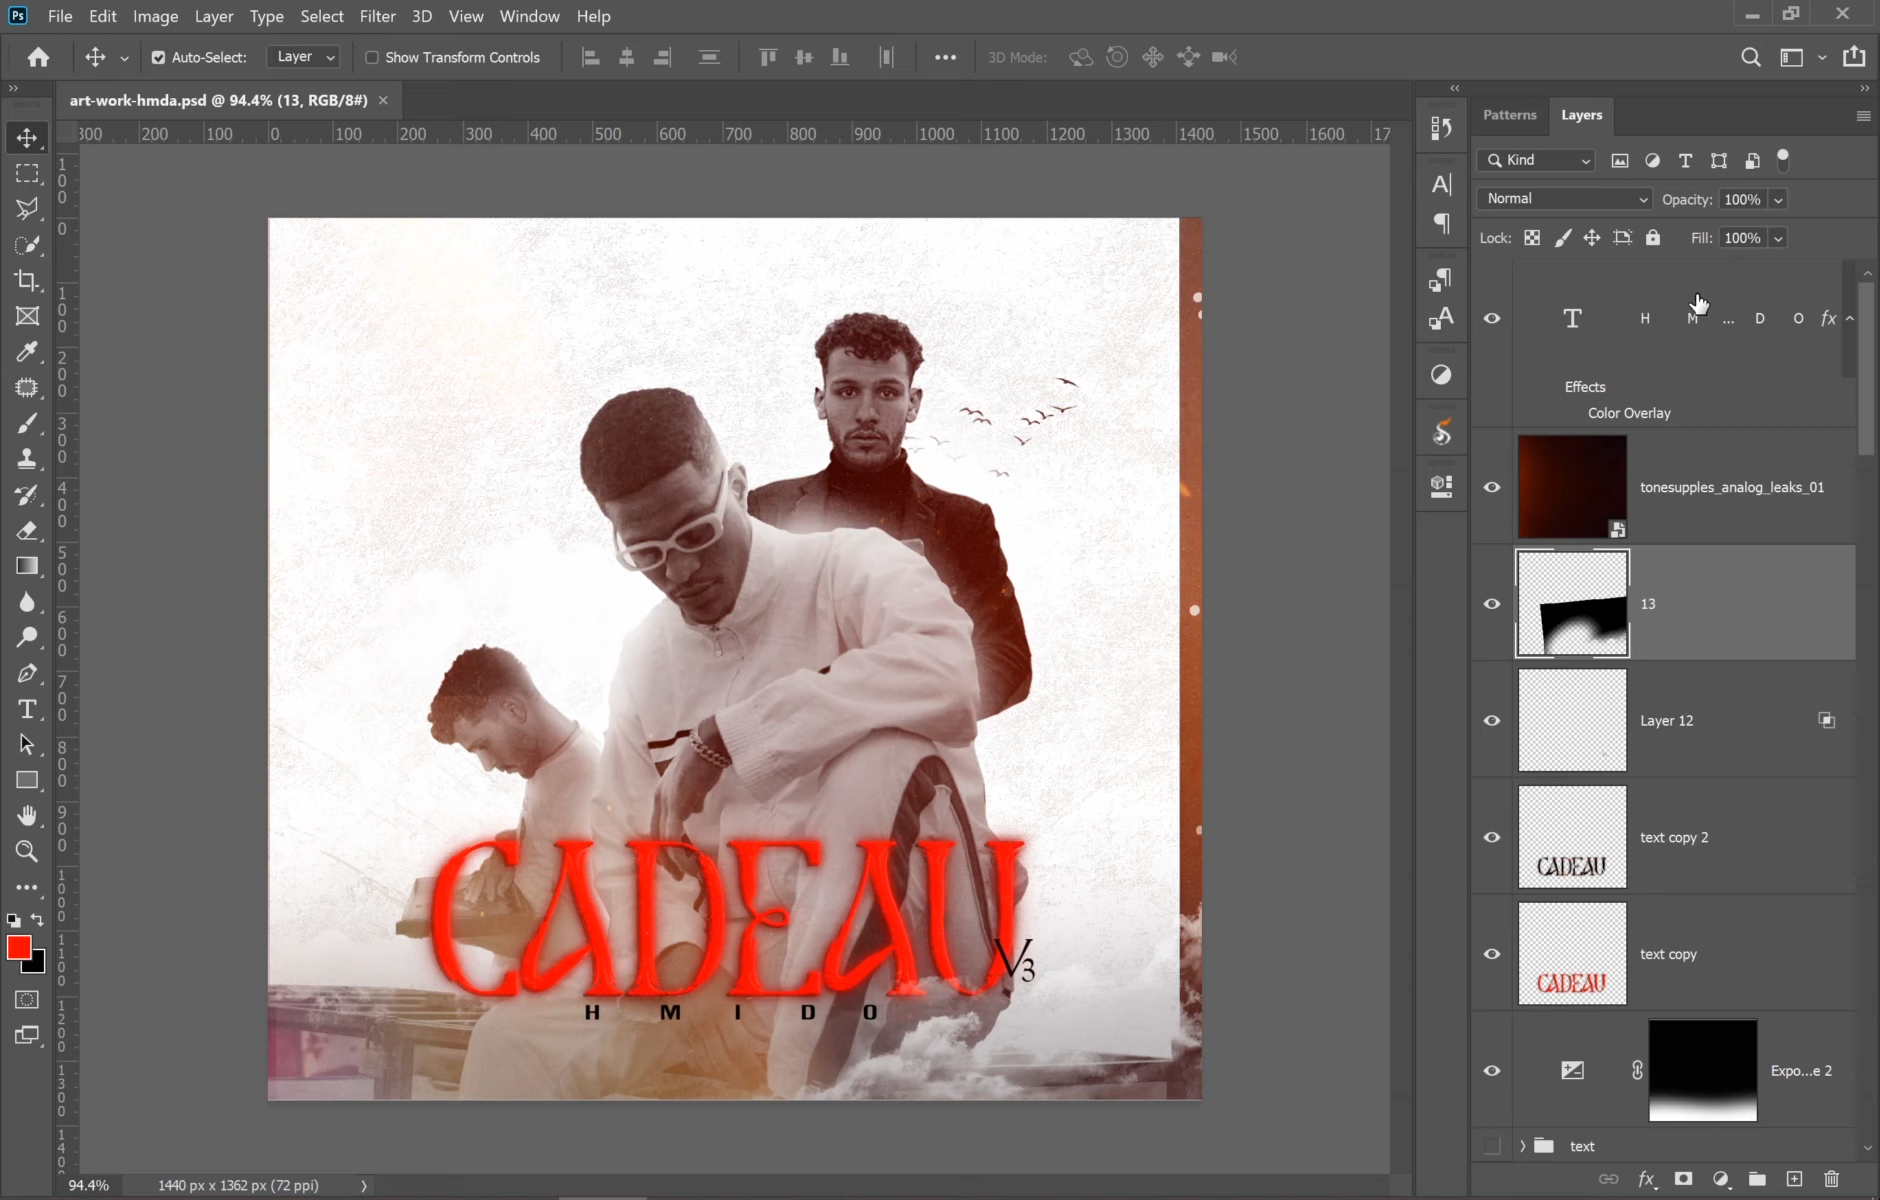 Ps File Edit Image Layer Type Select Filter 3D View Window Help
Auto-Select: Layer Show Transform Controls ••• 3D Mode:
art-work-hmda.psd @ 94.4% (13, RGB/8#) ×
300 200 100 0 100 200 300 400 500 600 700 800 900 1000 1100 1200 1300 1400 1500 1600 17
100
0
100
200
300
400
500
600
700
800
900
1000
1100
1200
1300
1400
CADEAU
V3
H M I D O
94.4% 1440 px x 1362 px (72 ppi)
Patterns Layers
Kind
Normal Opacity: 100%
Lock: Fill: 100%
T H M ... D O fx
Effects
Color Overlay
tonesupples_analog_leaks_01
13
Layer 12
CADEAU text copy 2
CADEAU text copy
Expo...e 2
text
fx